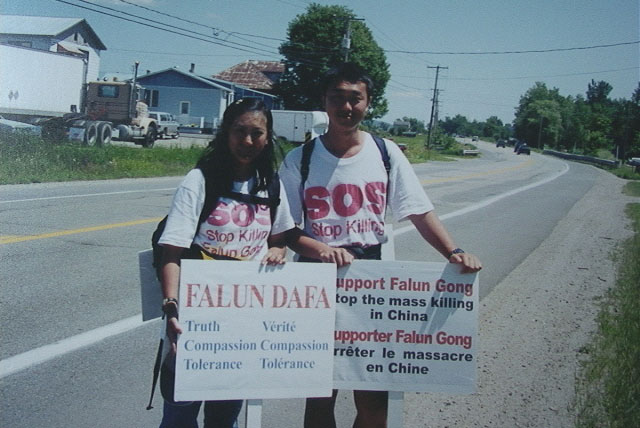 SOS
Stop Killing
Falun Gong
SOS
Stop Killing
FALUN DAFA
Truth Vérité
Compassion Compassion
Tolerance Tolérance
upport Falun Gong
top the mass killing
in China
upporter Falun Gong
rrêter le massacre
en Chine